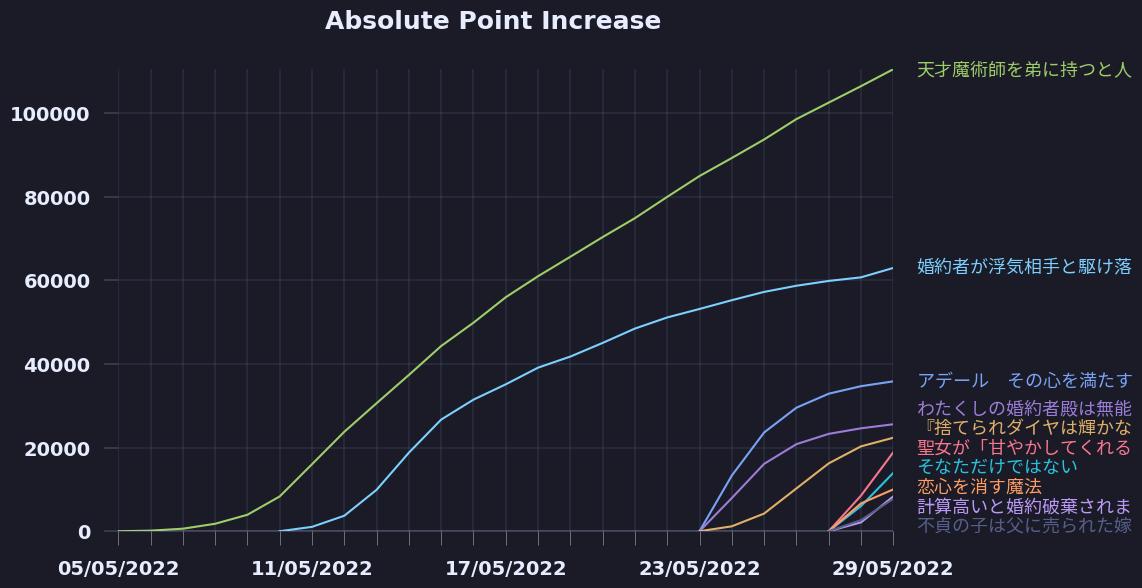 Absolute Point Increase
100000
80000
60000
40000
20000
0
05/05/2022
11/05/2022
17/05/2022
23/05/2022
29/05/2022
天才魔術師を弟に持つと人
婚約者が浮気相手と駆け落
アデール　その心を満たす
わたくしの婚約者殿は無能
『捨てられダイヤは輝かな
聖女が「甘やかしてくれる
そなただけではない
恋心を消す魔法
計算高いと婚約破棄されま
不貞の子は父に売られた嫁